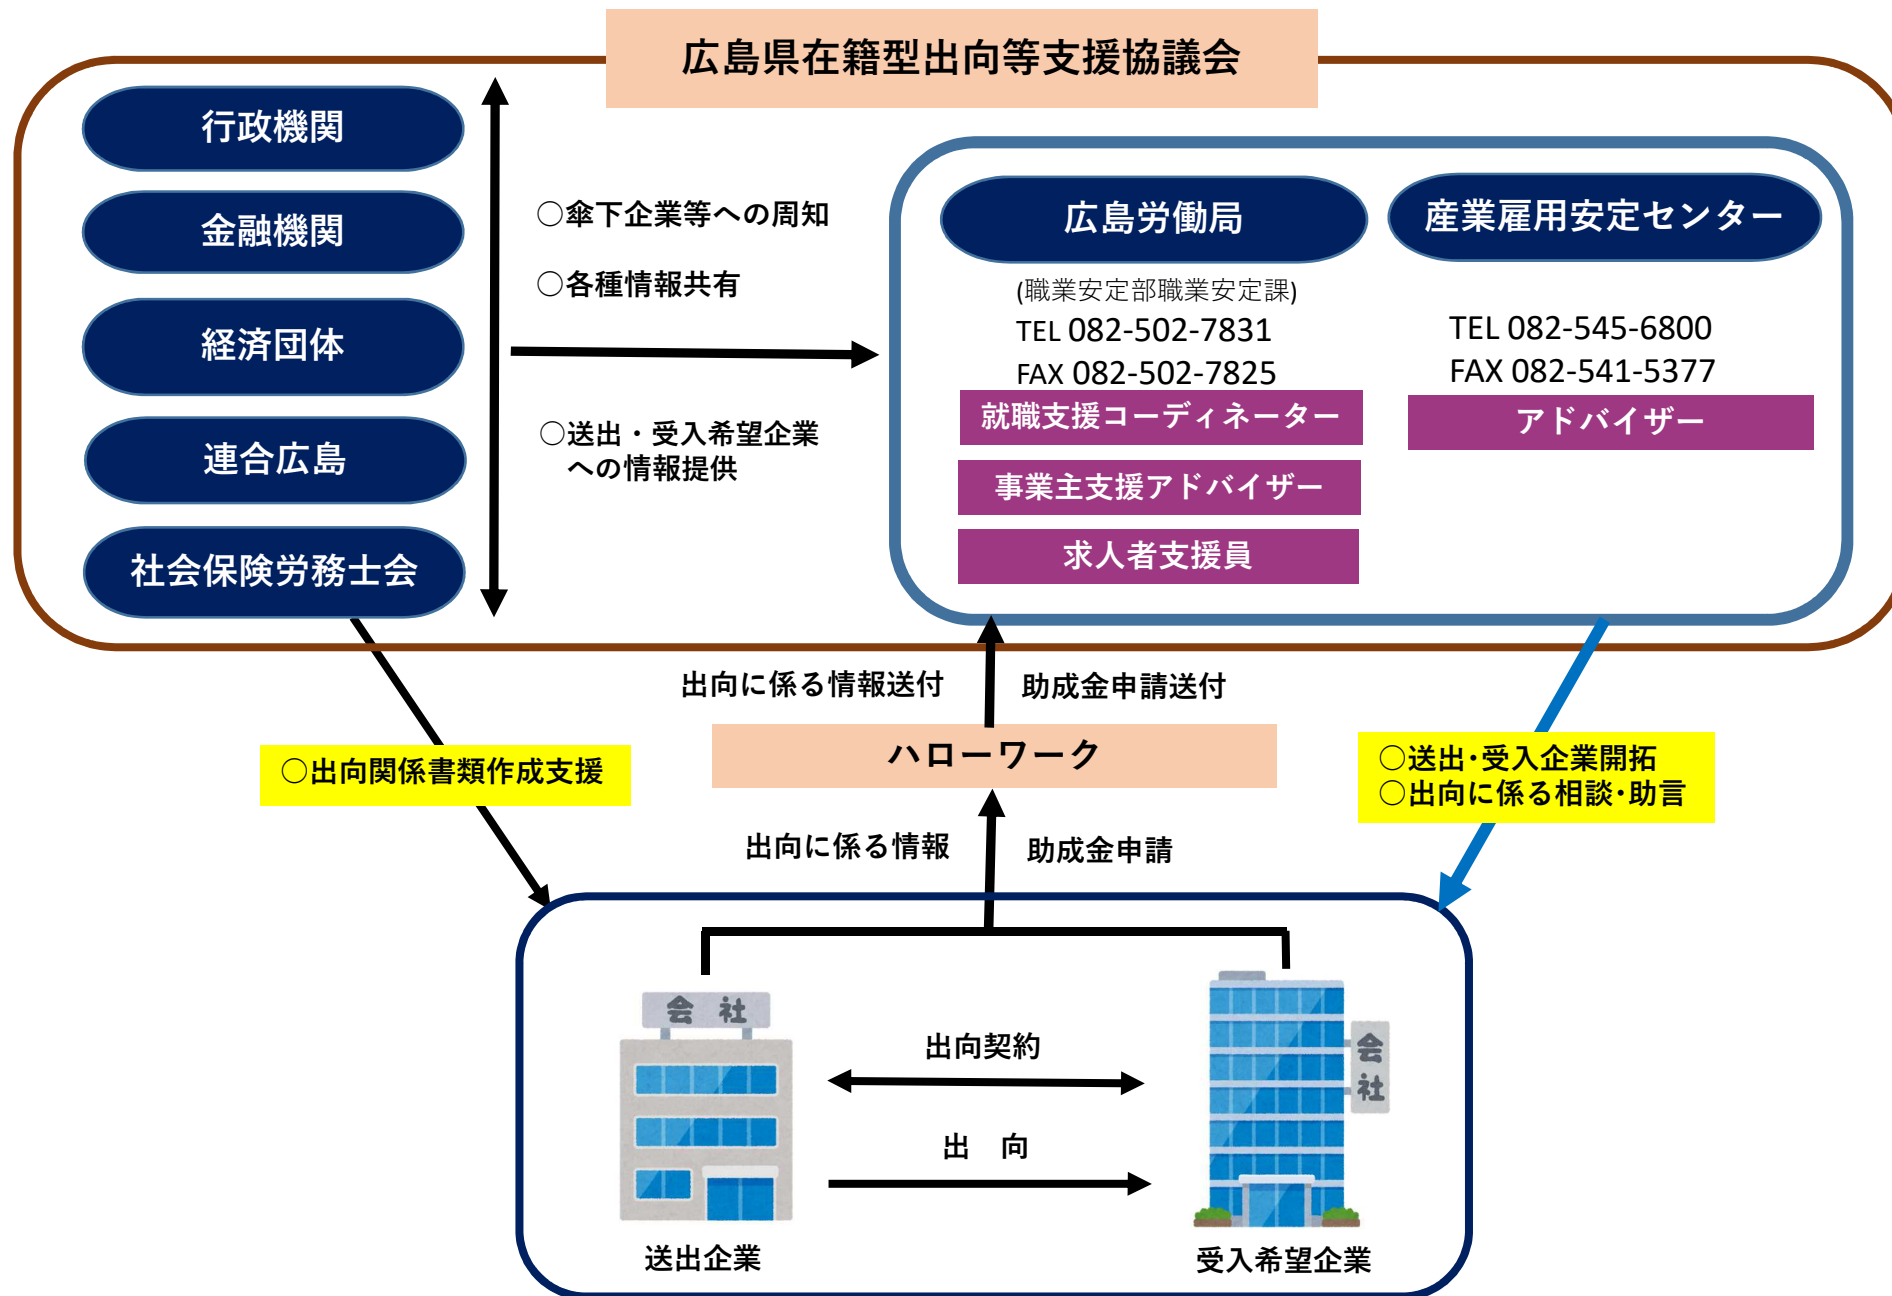 広島県在籍型出向等支援協議会
行政機関
金融機関
経済団体
連合広島
社会保険労務士会
○傘下企業等への周知
○各種情報共有
○送出・受入希望企業
への情報提供
広島労働局
(職業安定部職業安定課)
TEL 082-502-7831
FAX 082-502-7825
就職支援コーディネーター
事業主支援アドバイザー
求人者支援員
産業雇用安定センター
TEL 082-545-6800
FAX 082-541-5377
アドバイザー
出向に係る情報送付
助成金申請送付
ハローワーク
○出向関係書類作成支援
○送出･受入企業開拓
○出向に係る相談･助言
出向に係る情報
助成金申請
会 社
出向契約
出 向
会
社
送出企業
受入希望企業